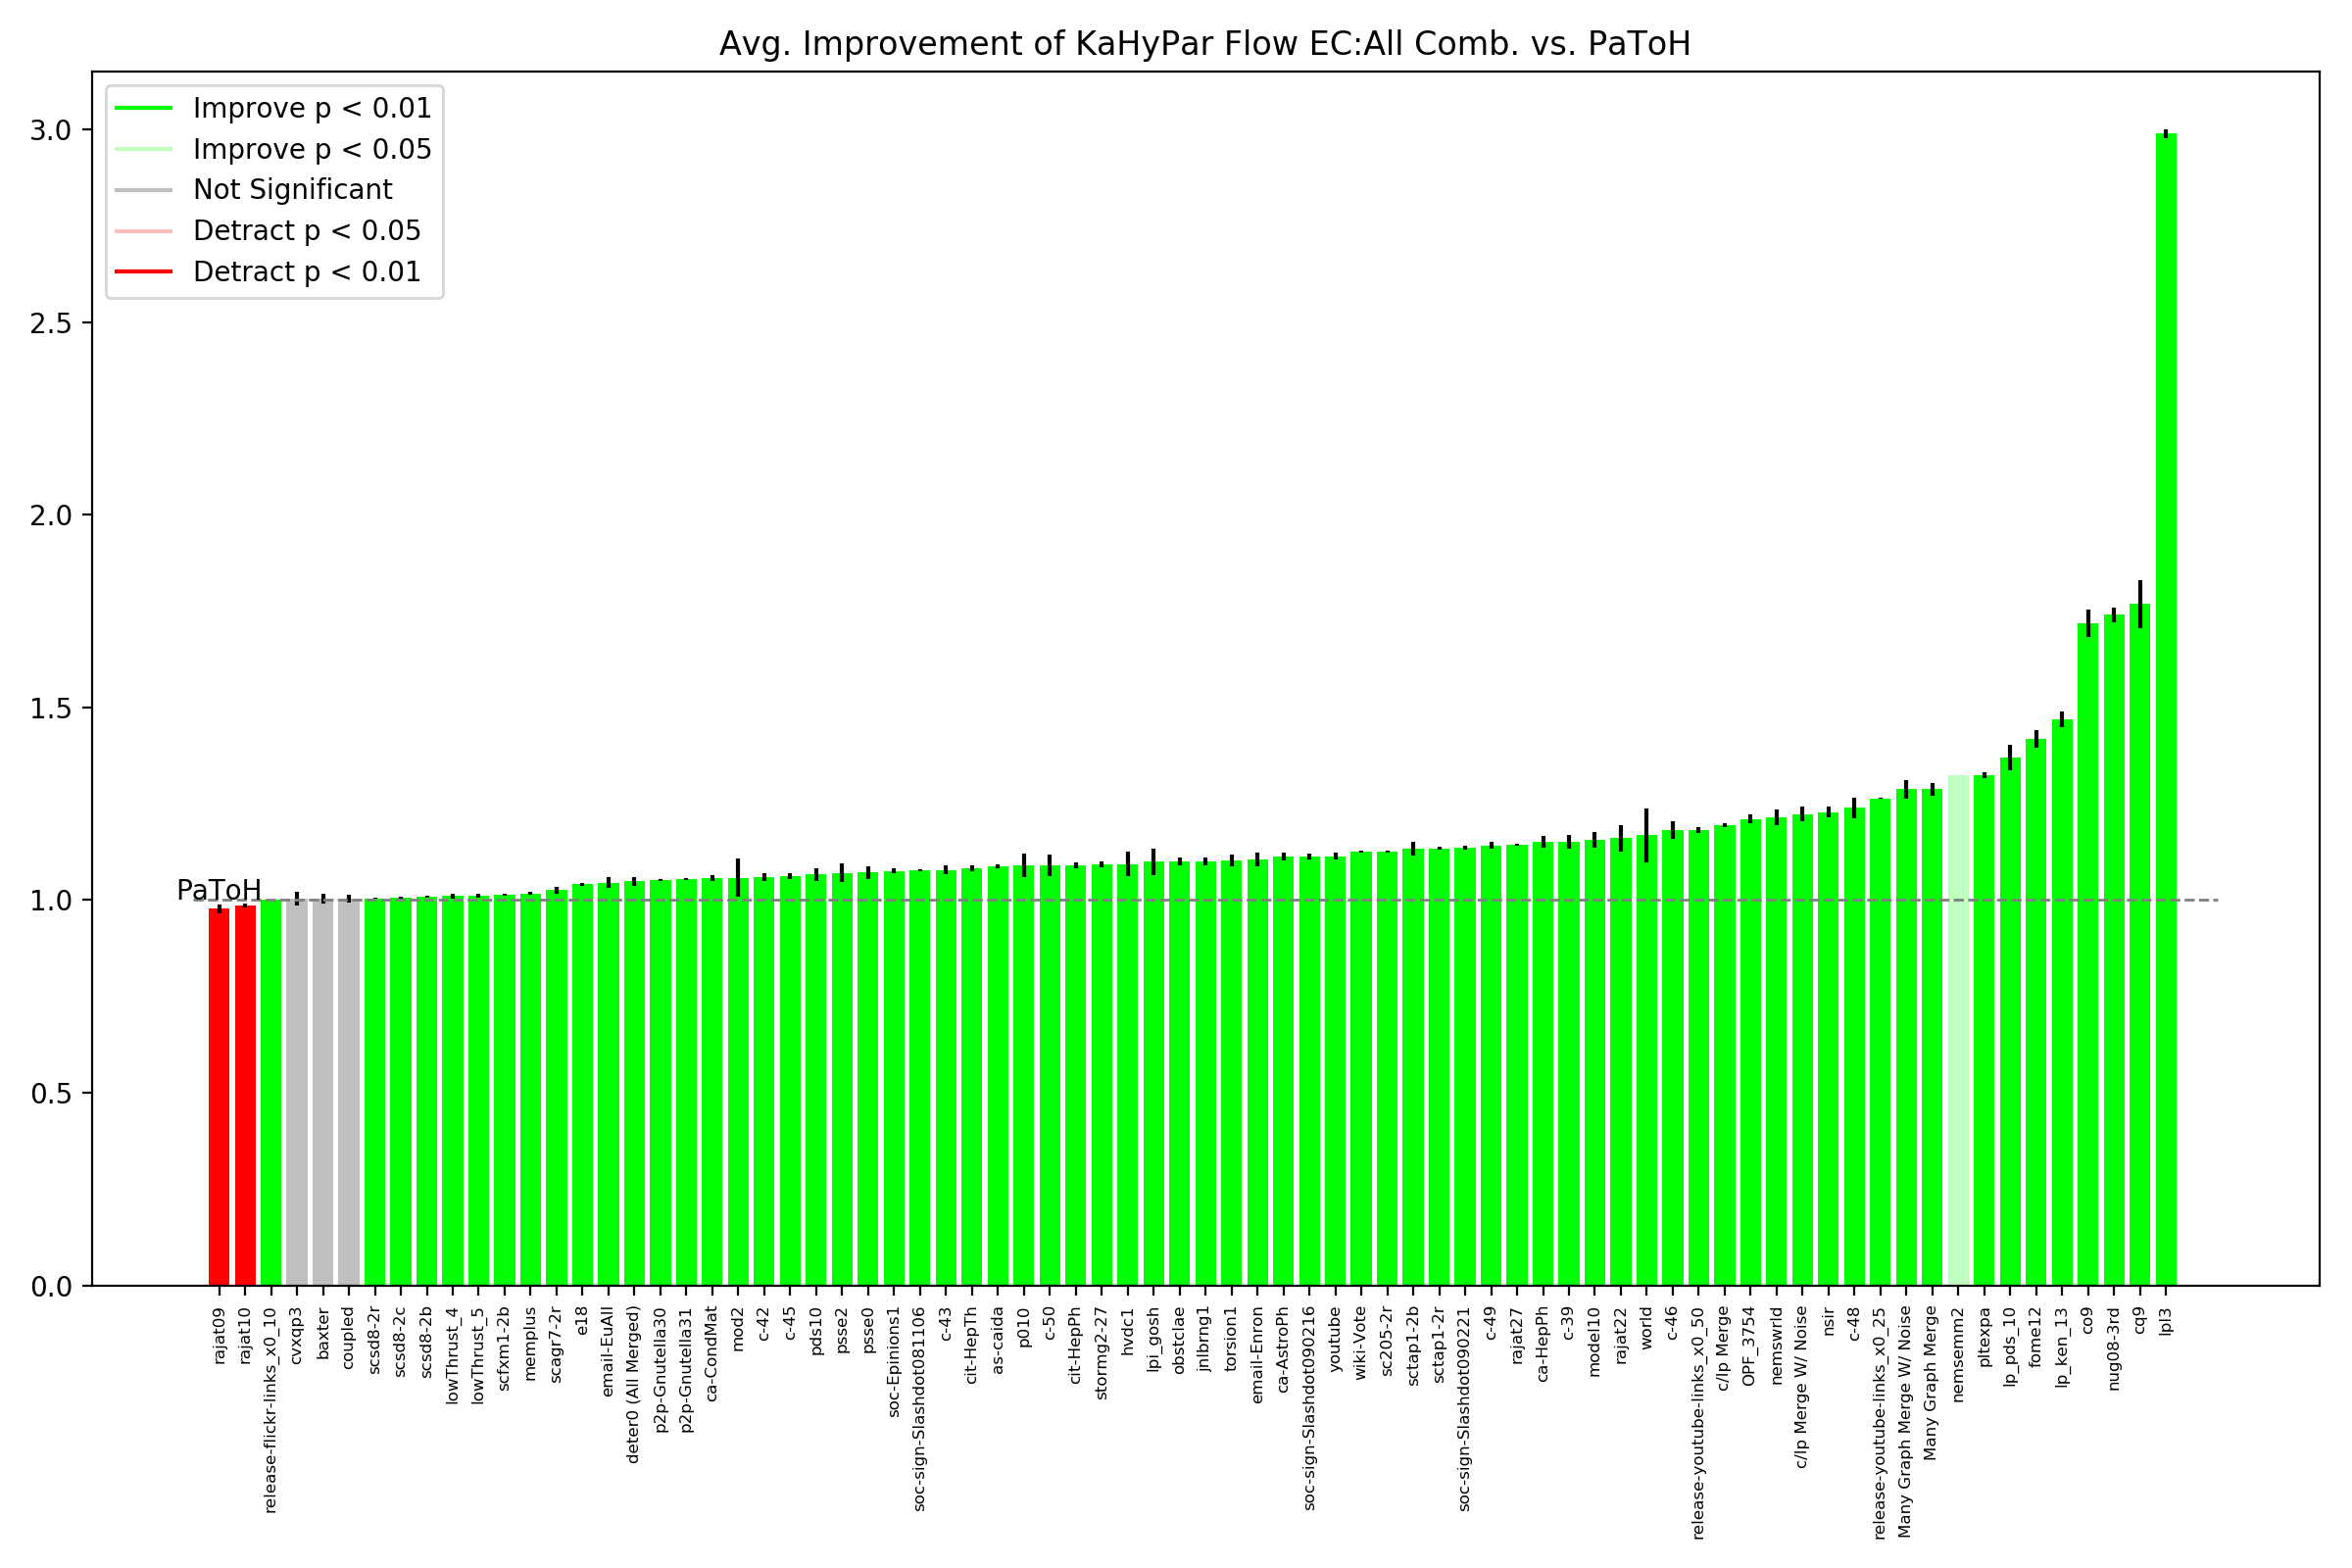 Avg. Improvement of KaHyPar Flow EC:All Comb. vs. PaToH
Improve p < 0.01
Improve p < 0.05
Not Significant
Detract p < 0.05
Detract p < 0.01
3.0
2.5
2.0
1.5
1.0
0.5
0.0
PaToH
rajat09
rajat10
release-flickr-links_x0_10
cvxqp3
baxter
coupled
scsd8-2r
scsd8-2c
scsd8-2b
lowThrust_4
lowThrust_5
scfxm1-2b
memplus
scagr7-2r
e18
email-EuAll
deter0 (All Merged)
p2p-Gnutella30
p2p-Gnutella31
ca-CondMat
mod2
c-42
c-45
pds10
psse2
psse0
soc-Epinions1
soc-sign-Slashdot081106
c-43
cit-HepTh
as-caida
p010
c-50
cit-HepPh
stormg2-27
hvdc1
lpi_gosh
obstclae
jnlbrng1
torsion1
email-Enron
ca-AstroPh
soc-sign-Slashdot090216
youtube
wiki-Vote
sc205-2r
sctap1-2b
sctap1-2r
soc-sign-Slashdot090221
c-49
rajat27
ca-HepPh
c-39
model10
rajat22
world
c-46
release-youtube-links_x0_50
c/lp Merge
OPF_3754
nemswrld
c/lp Merge W/ Noise
nsir
c-48
release-youtube-links_x0_25
Many Graph Merge W/ Noise
Many Graph Merge
nemsemm2
pltexpa
lp_pds_10
fome12
lp_ken_13
co9
nug08-3rd
cq9
lpl3